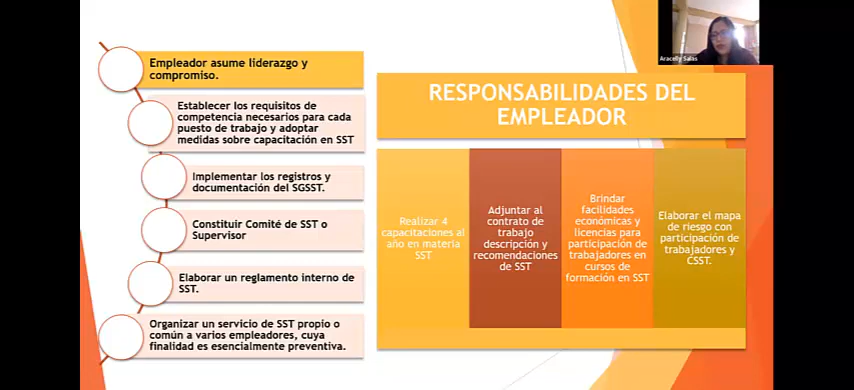 Aracelly Salas
Empleador asume liderazgo y
compromiso.
Establecer los requisitos de
competencia necesarios para cada
puesto de trabajo y adoptar
medidas sobre capacitación en SST
Implementar los registros y
documentación del SGSST.
Constituir Comité de SST o
Supervisor
Elaborar un reglamento interno de
SST.
Organizar un servicio de SST propio o
común a varios empleadores, cuya
finalidad es esencialmente preventiva.
RESPONSABILIDADES DEL
EMPLEADOR
Realizar 4
capacitaciones al
año en materia
SST
Adjuntar al
contrato de
trabajo
descripción y
recomendaciones
de SST
Brindar
facilidades
económicas y
licencias para
participación de
trabajadores en
cursos de
formación en SST
Elaborar el mapa
de riesgo con
participación de
trabajadores y
CSST.